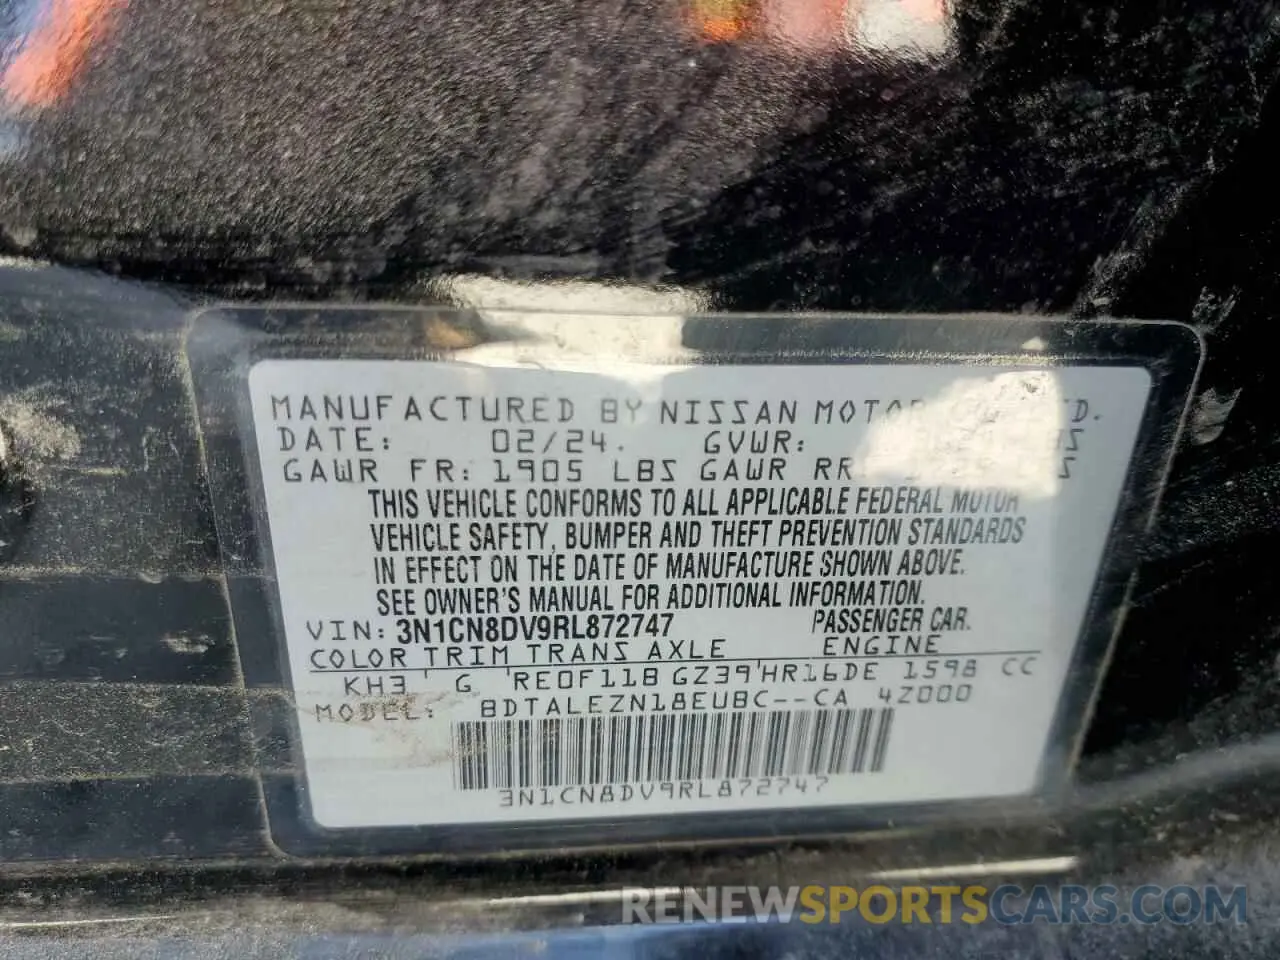 MANUFACTURED BY NISSAN MOTOR
DATE: 02/24. GVWR:
GAWR FR: 1905 LBS GAWR RR
THIS VEHICLE CONFORMS TO ALL APPLICABLE FEDERAL MOTOR
VEHICLE SAFETY, BUMPER AND THEFT PREVENTION STANDARDS
IN EFFECT ON THE DATE OF MANUFACTURE SHOWN ABOVE.
SEE OWNER'S MANUAL FOR ADDITIONAL INFORMATION.
VIN: 3N1CN8DV9RL872747 PASSENGER CAR.
COLOR TRIM TRANS AXLE ENGINE
KH3 G RE0F11B GZ39 HR16DE 1598 CC
MODEL: BDTALEZN18EUBC--CA 4Z000
3N1CN8DV9RL872747
RENEWSPORTSCARS.COM